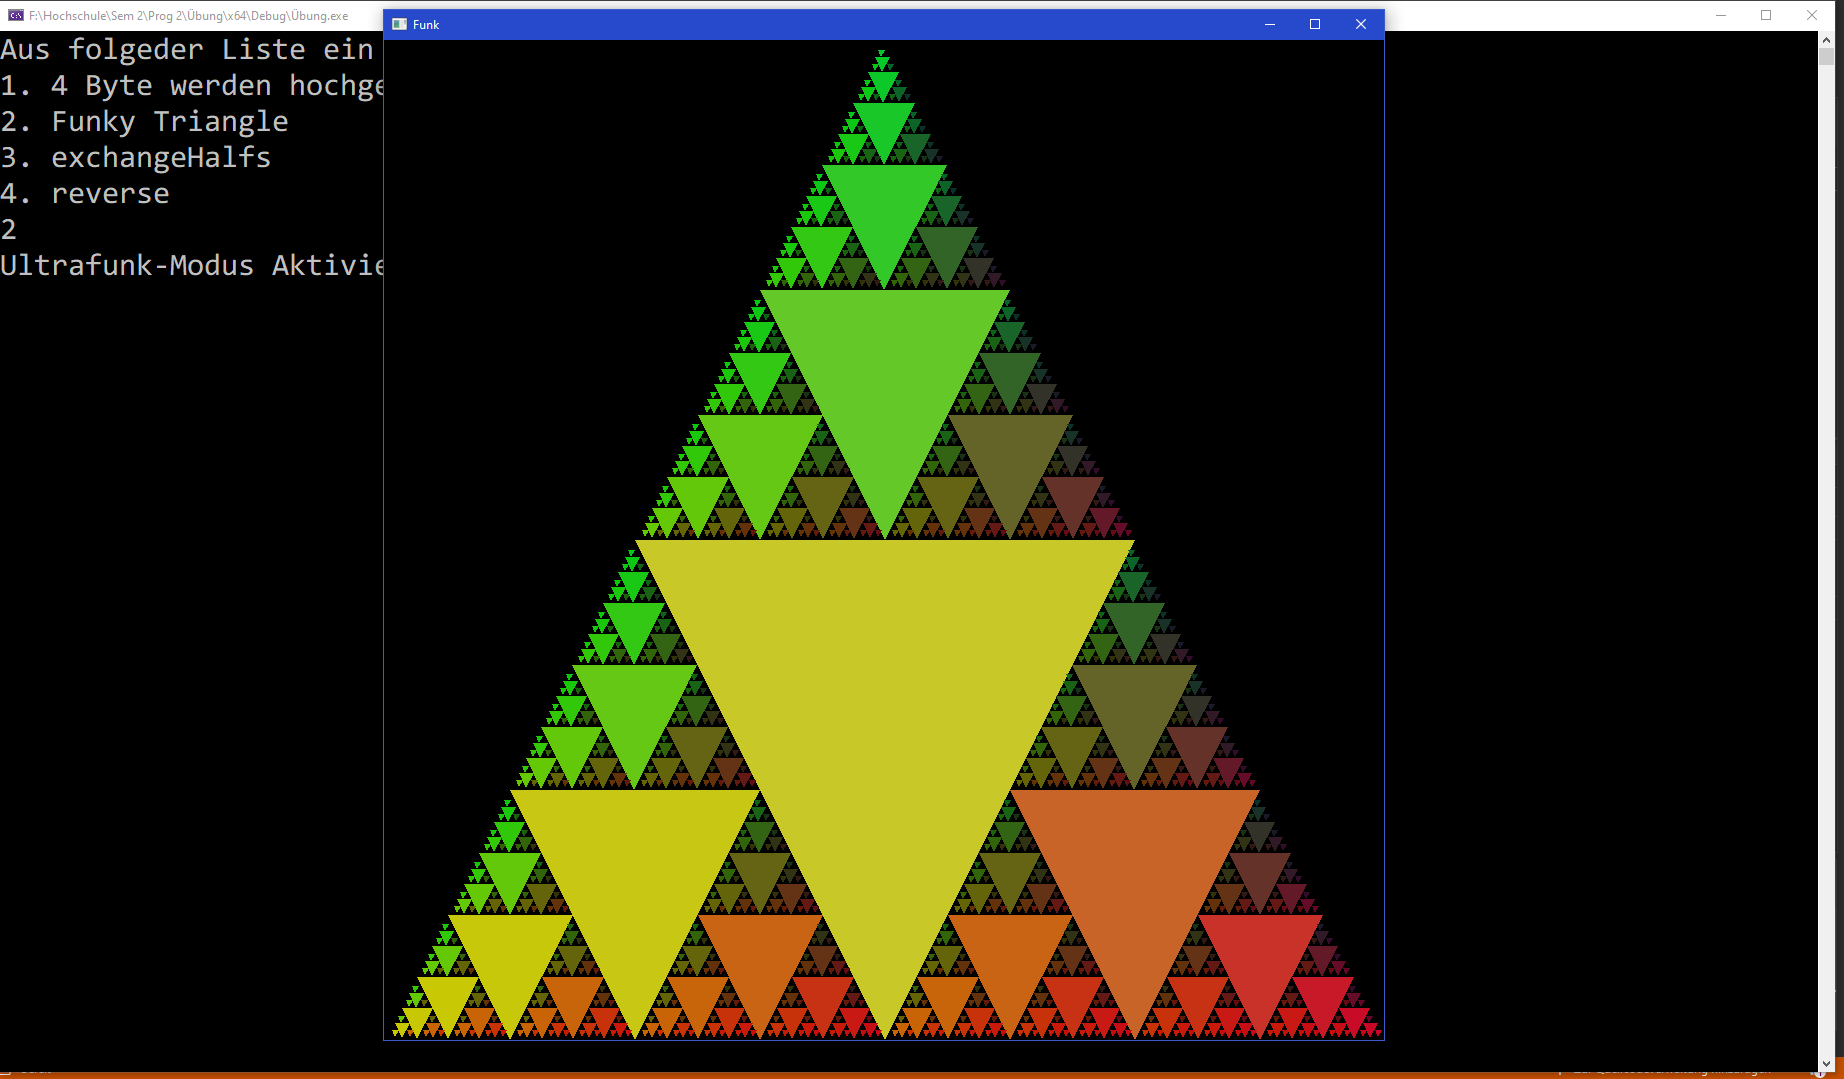 F:\Hochschule\Sem 2\Prog 2\Übung\x64\Debug\Übung.exe
Funk
Aus folgeder Liste ein
1. 4 Byte werden hochge
2. Funky Triangle
3. exchangeHalfs
4. reverse
2
Ultrafunk-Modus Aktivie